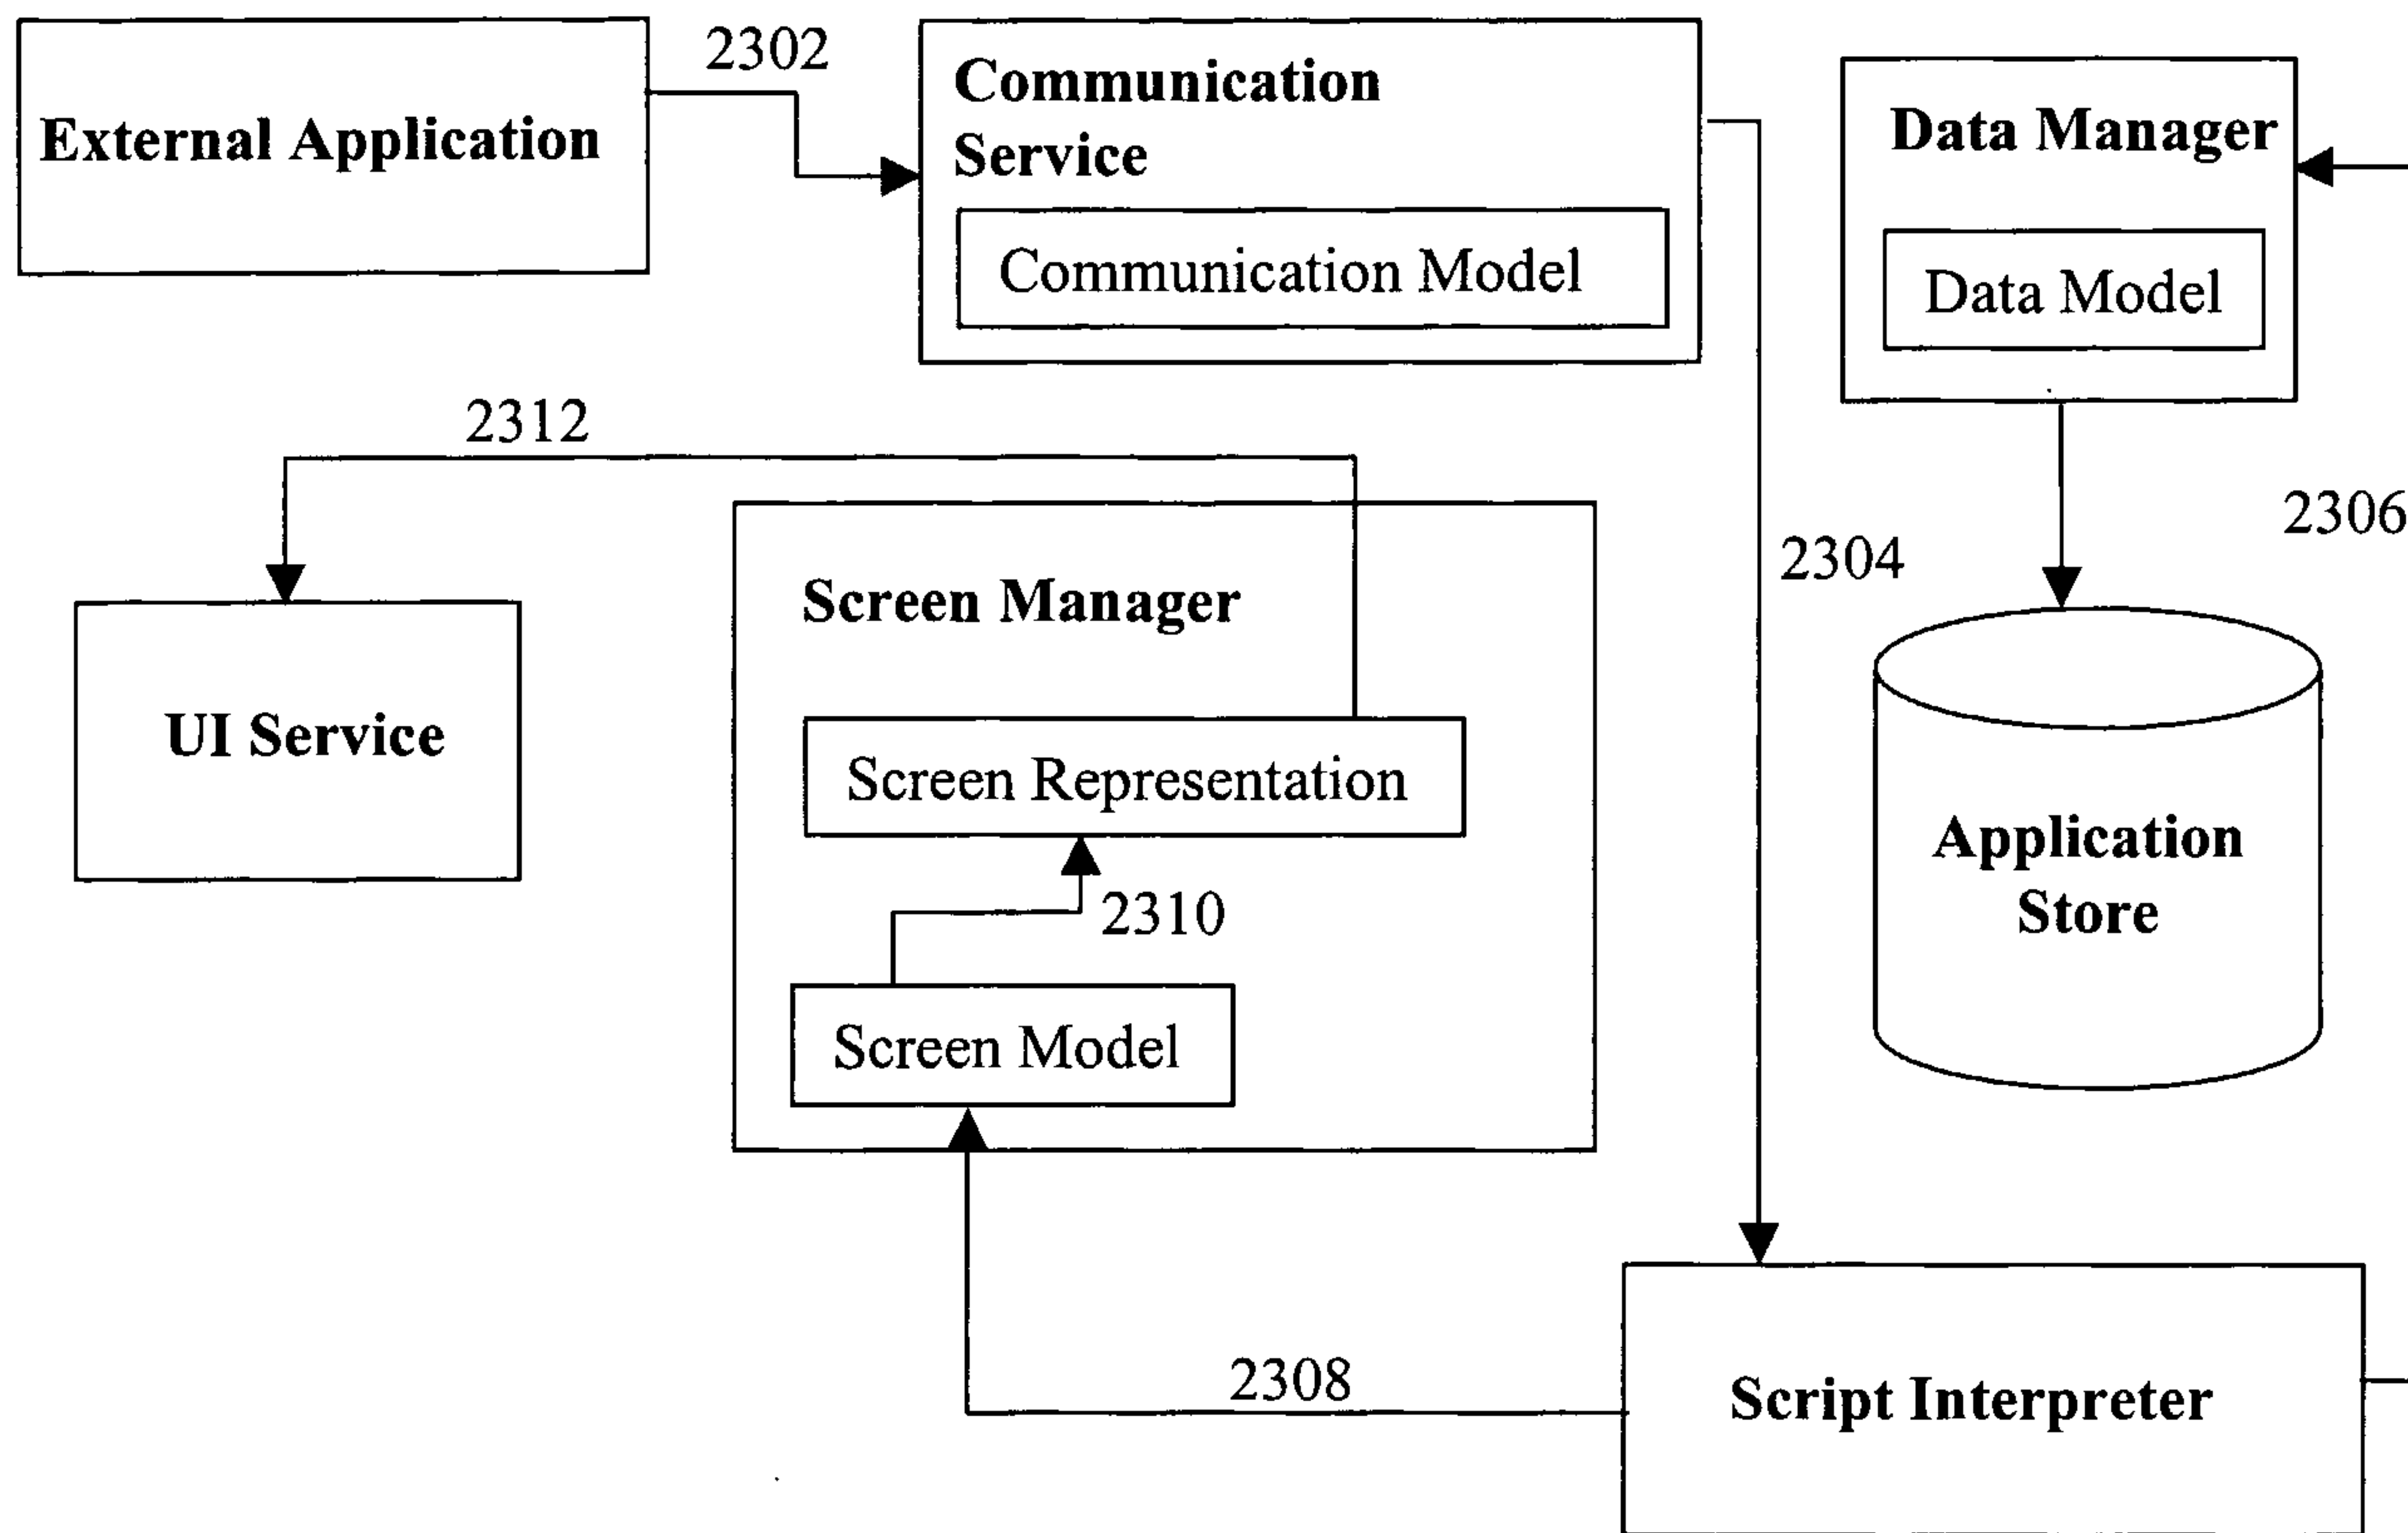 External Application
2302
Communication
Service
Communication Model
Data Manager
Data Model
2312
2306
2304
Screen Manager
UI Service
Screen Representation
Application
Store
2310
Screen Model
2308
Script Interpreter